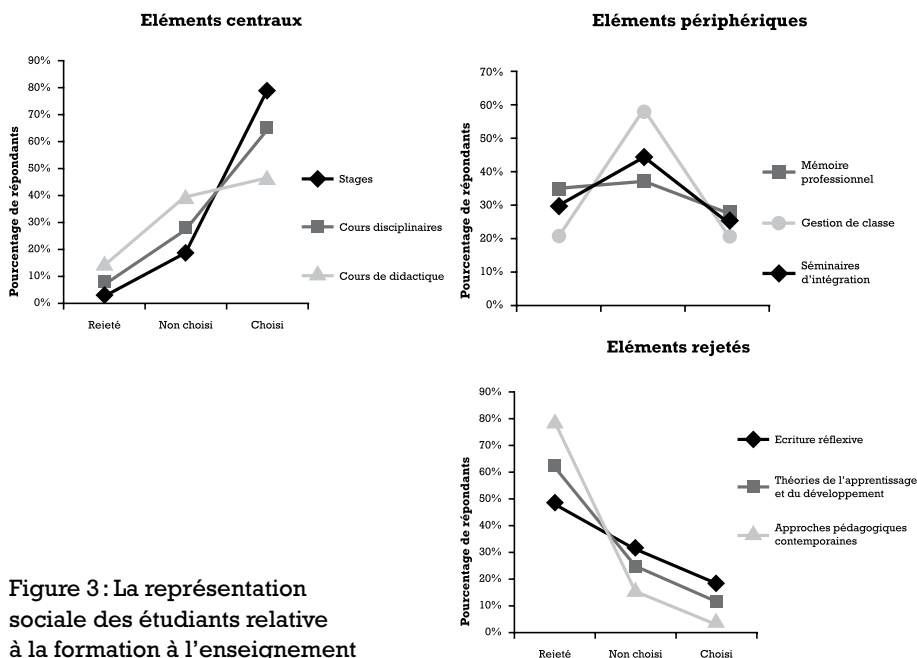 Eléments centraux
Pourcentage de répondants
90%
80%
70%
60%
50%
40%
30%
20%
10%
0%
Rejeté Non choisi Choisi
Stages
Cours disciplinaires
Cours de didactique
Eléments périphériques
Pourcentage de répondants
70%
60%
50%
40%
30%
20%
10%
0%
Mémoire
professionnel
Gestion de classe
Séminaires
d'intégration
Eléments rejetés
Pourcentage de répondants
90%
80%
70%
60%
50%
40%
30%
20%
10%
0%
Rejeté Non choisi Choisi
Ecriture réflexive
Théories de l'apprentissage
et du développement
Approches pédagogiques
contemporaines
Figure 3 : La représentation
sociale des étudiants relative
à la formation à l'enseignement